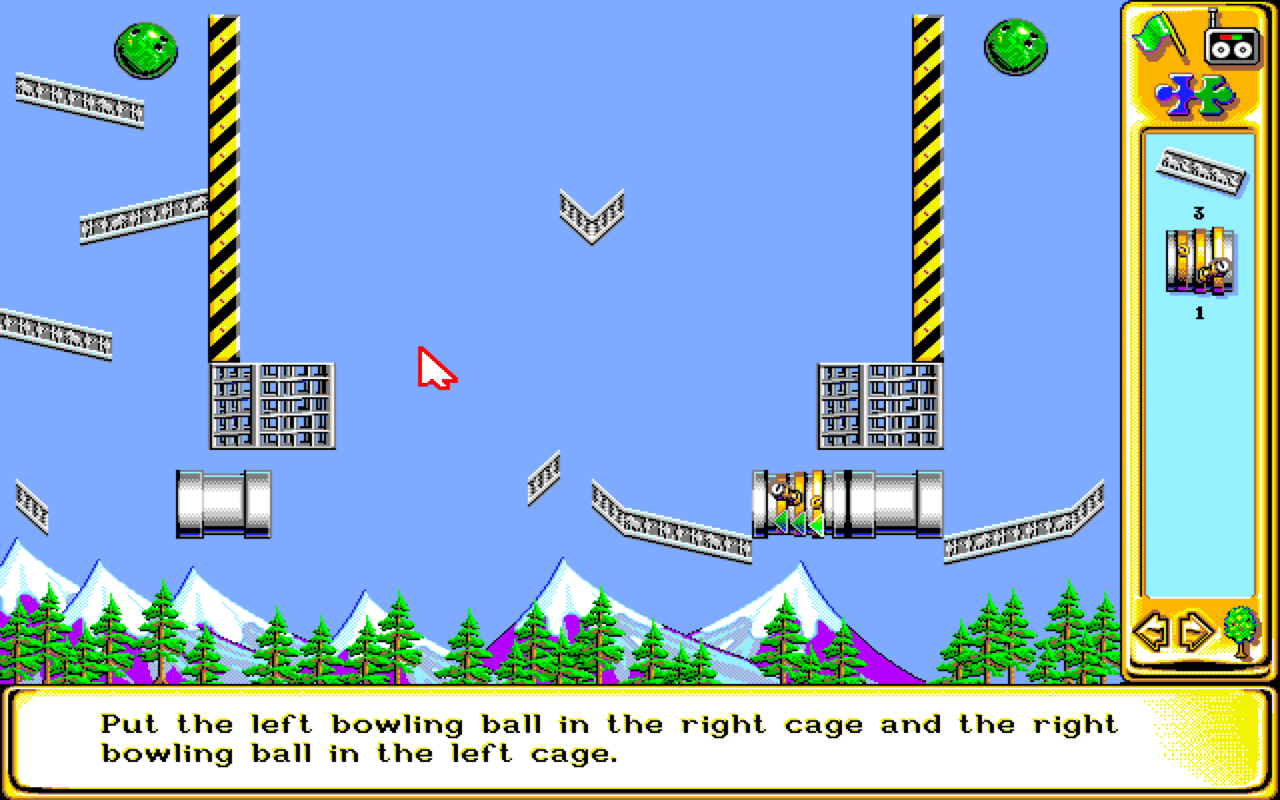 3
1
Put the left bowling ball in the right cage and the right
bowling ball in the left cage.